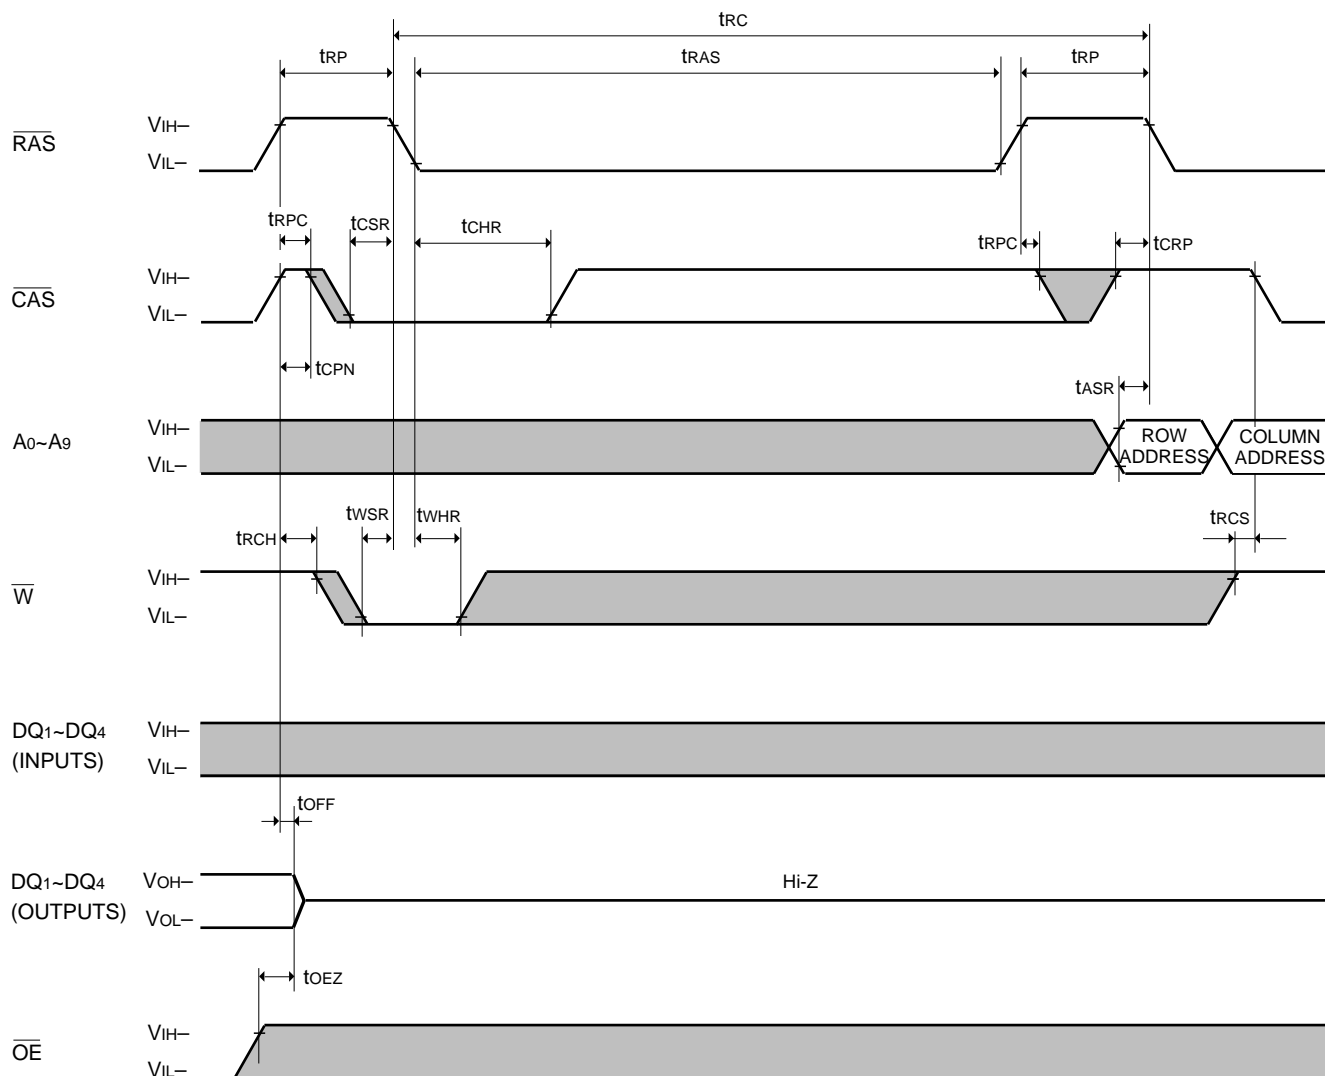 tRC
tRP tRAS tRP
RAS VIH–
VIL–
tRPC tCSR tCHR tRPC tCRP
CAS VIH–
VIL–
tCPN
tASR
A0~A9 VIH–
VIL–
ROW ADDRESS
COLUMN ADDRESS
tRCH tWSR tWHR tRCS
W VIH–
VIL–
DQ1~DQ4 (INPUTS) VIH–
VIL–
tOFF
DQ1~DQ4 (OUTPUTS) VOH–
VOL–
Hi-Z
tOEZ
OE VIH–
VIL–